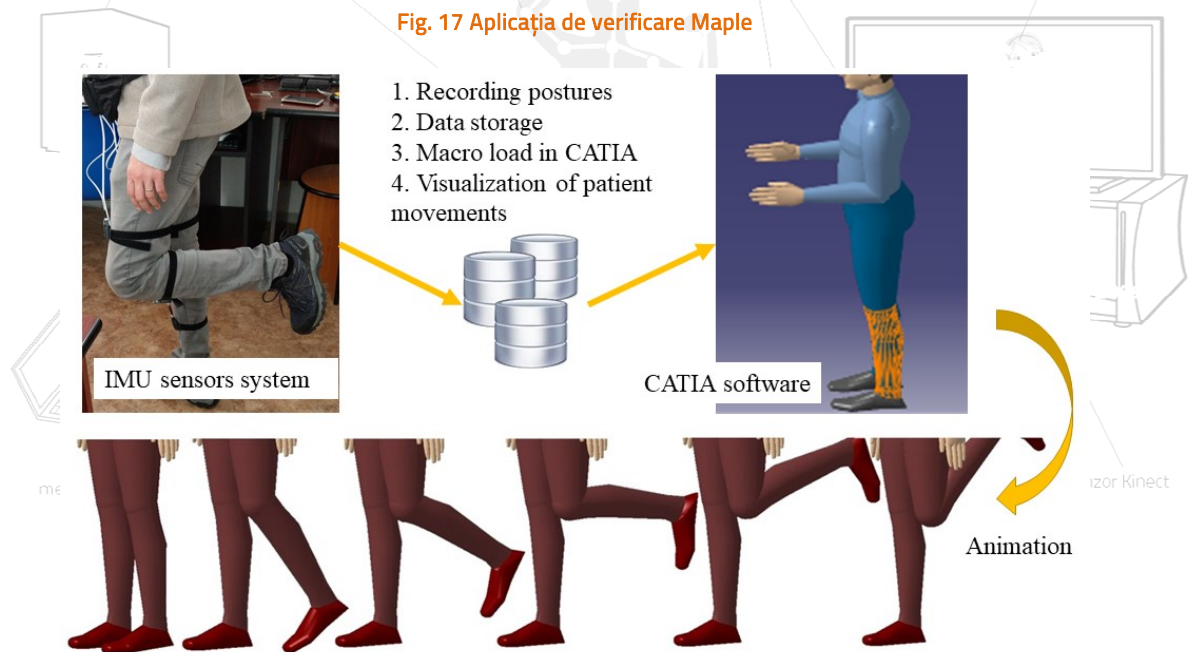 Fig. 17 Aplicația de verificare Maple
1. Recording postures
2. Data storage
3. Macro load in CATIA
4. Visualization of patient
movements
IMU sensors system
CATIA software
Kinect
Animation